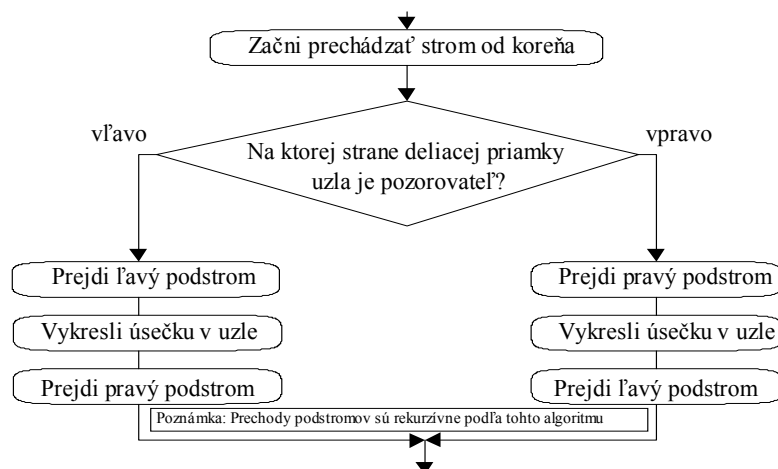 Začni prechádzať strom od koreňa
vľavo
vpravo
Na ktorej strane deliacej priamky
uzla je pozorovateľ?
Prejdi ľavý podstrom
Prejdi pravý podstrom
Vykresli úsečku v uzle
Vykresli úsečku v uzle
Prejdi pravý podstrom
Prejdi ľavý podstrom
Poznámka: Prechody podstromov sú rekurzívne podľa tohto algoritmu